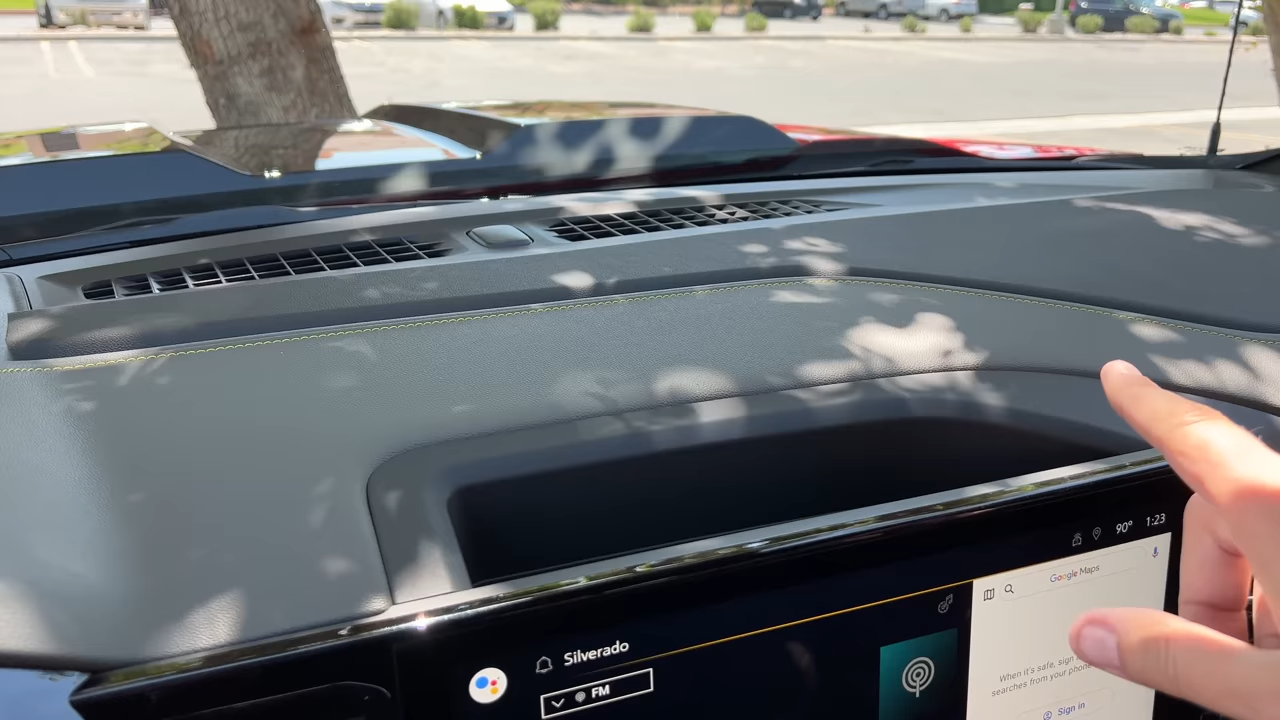 90° 1:23
Google Maps
Silverado
FM
When it's safe, sign
searches from your phone
Sign in